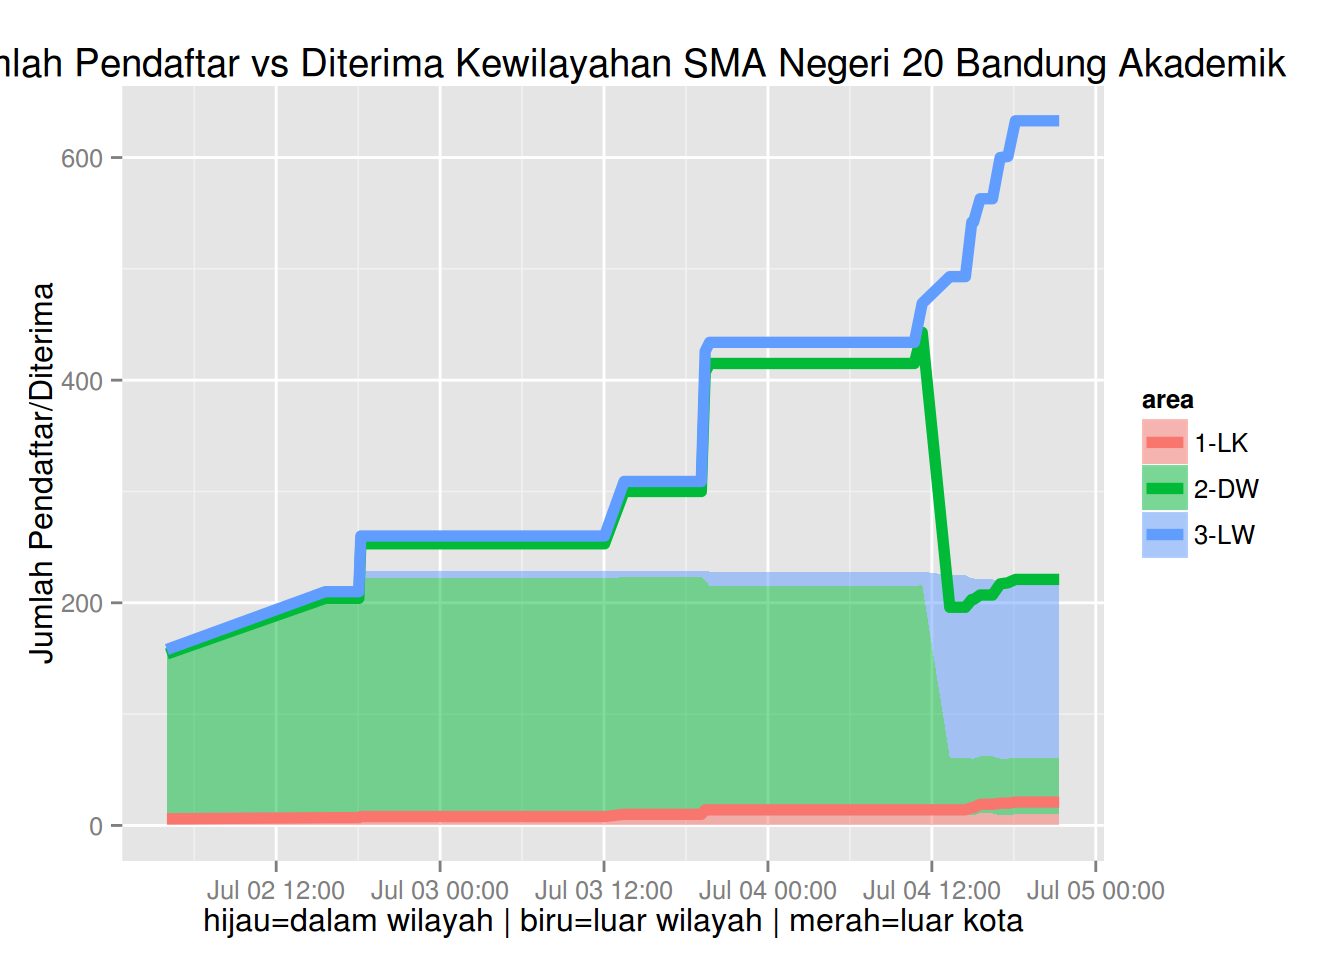 Pendaftar vs Diterima Kewilayahan SMA Negeri 20 Bandung Akademik
Jumlah Pendaftar/Diterima
600
400
200
0
area
1-LK
2-DW
3-LW
Jul 02 12:00
Jul 03 00:00
Jul 03 12:00
Jul 04 00:00
Jul 04 12:00
Jul 05 00:00
hijau=dalam wilayah | biru=luar wilayah | merah=luar kota